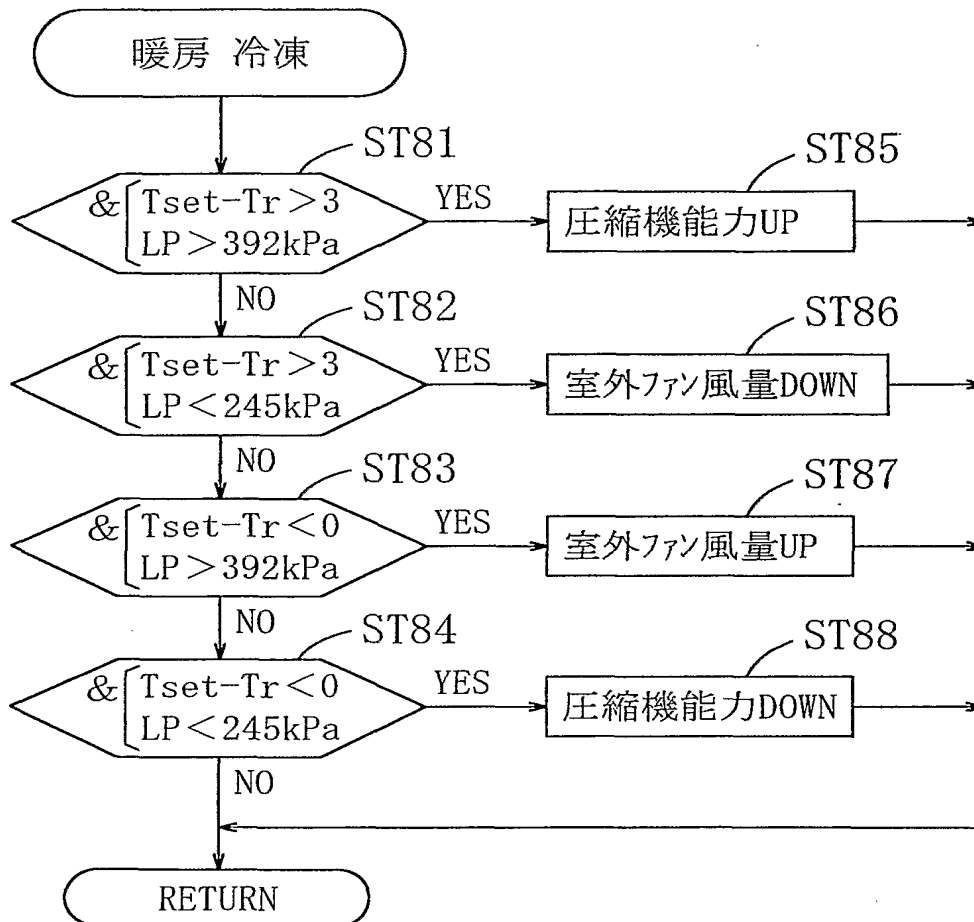 暖房 冷凍
ST81
& Tset-Tr>3
LP>392kPa
YES
ST85
圧縮機能力UP
NO
ST82
& Tset-Tr>3
LP<245kPa
YES
ST86
室外ファン風量DOWN
NO
ST83
& Tset-Tr<0
LP>392kPa
YES
ST87
室外ファン風量UP
NO
ST84
& Tset-Tr<0
LP<245kPa
YES
ST88
圧縮機能力DOWN
NO
RETURN